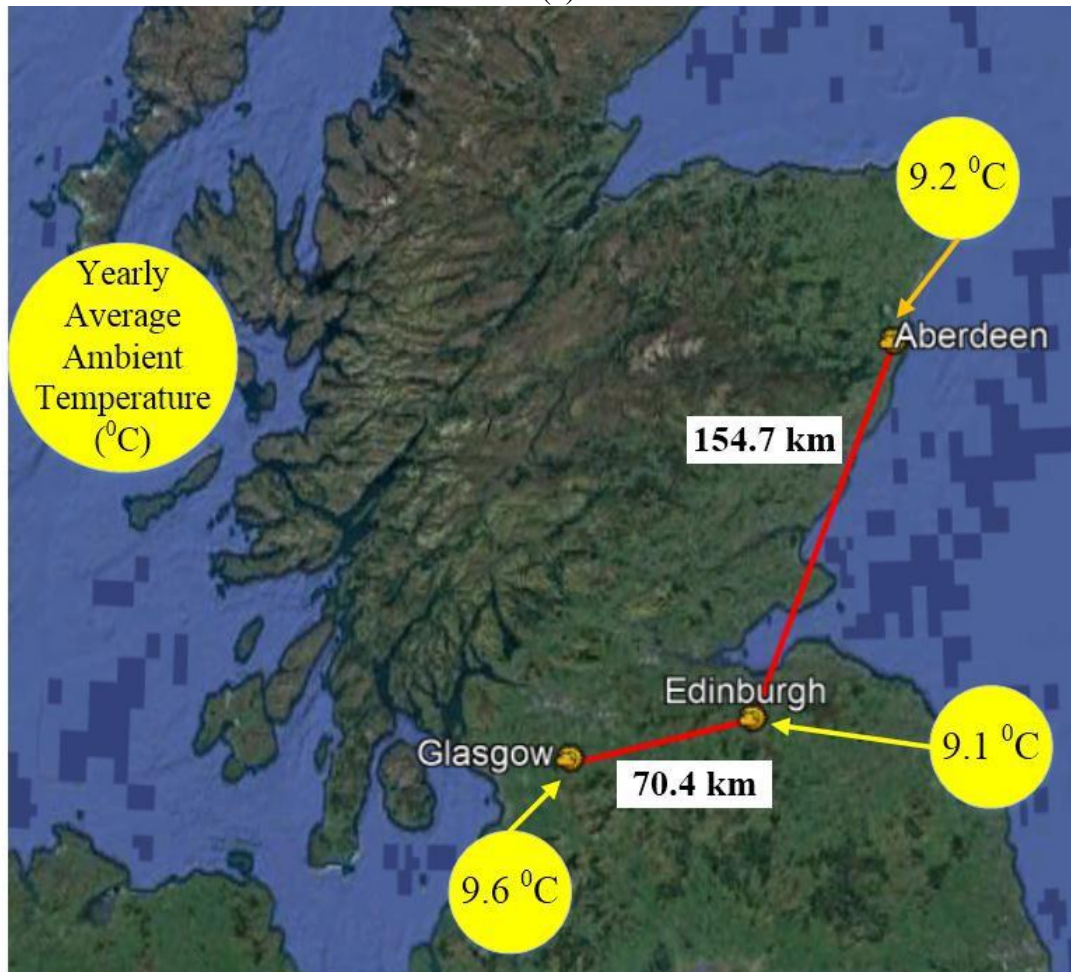 9.2 ⁰C
Yearly
Average
Ambient
Temperature
(⁰C)
Aberdeen
154.7 km
Edinburgh
9.1 ⁰C
Glasgow
70.4 km
9.6 ⁰C